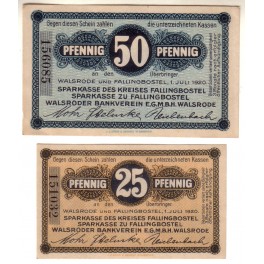 Gegen diesen Schein zahlen die unterzeichneten Kassen
PFENNIG 50 PFENNIG
an den Überbringer
WALSRODE UND FALLINGBOSTEL, 1. JULI 1920.
SPARKASSE DES KREISES FALLINGBOSTEL
SPARKASSE ZU FALLINGBOSTEL
WALSRODER BANKVEREIN E.G.M.B.H. WALSRODE
Gegen diesen Schein zahlen die unterzeichneten Kassen
PFENNIG 25 PFENNIG
an den Überbringer
WALSRODE UND FALLINGBOSTEL, 1. JULI 1920.
SPARKASSE DES KREISES FALLINGBOSTEL
SPARKASSE ZU FALLINGBOSTEL
WALSRODER BANKVEREIN E.G.M.B.H. WALSRODE